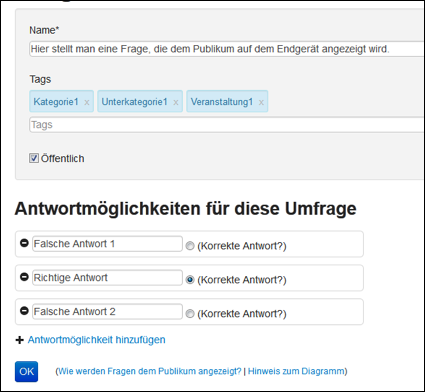 Name*
Hier stellt man eine Frage, die dem Publikum auf dem Endgerät angezeigt wird.
Tags
Kategorie1 x Unterkategorie1 x Veranstaltung1 x
Tags
Öffentlich
Antwortmöglichkeiten für diese Umfrage
Falsche Antwort 1 (Korrekte Antwort?)
Richtige Antwort (Korrekte Antwort?)
Falsche Antwort 2 (Korrekte Antwort?)
Antwortmöglichkeit hinzufügen
OK (Wie werden Fragen dem Publikum angezeigt? | Hinweis zum Diagramm)